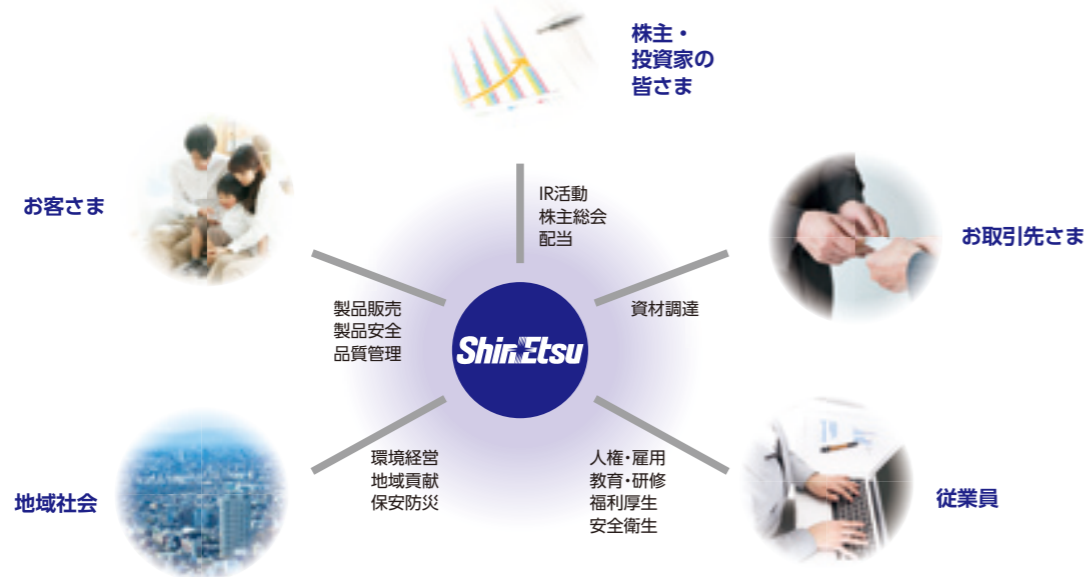 株主・
投資家の
皆さま
IR活動
株主総会
配当
お客さま
製品販売
製品安全
品質管理
お取引先さま
資材調達
ShinEtsu
地域社会
環境経営
地域貢献
保安防災
人権・雇用
教育・研修
福利厚生
安全衛生
従業員